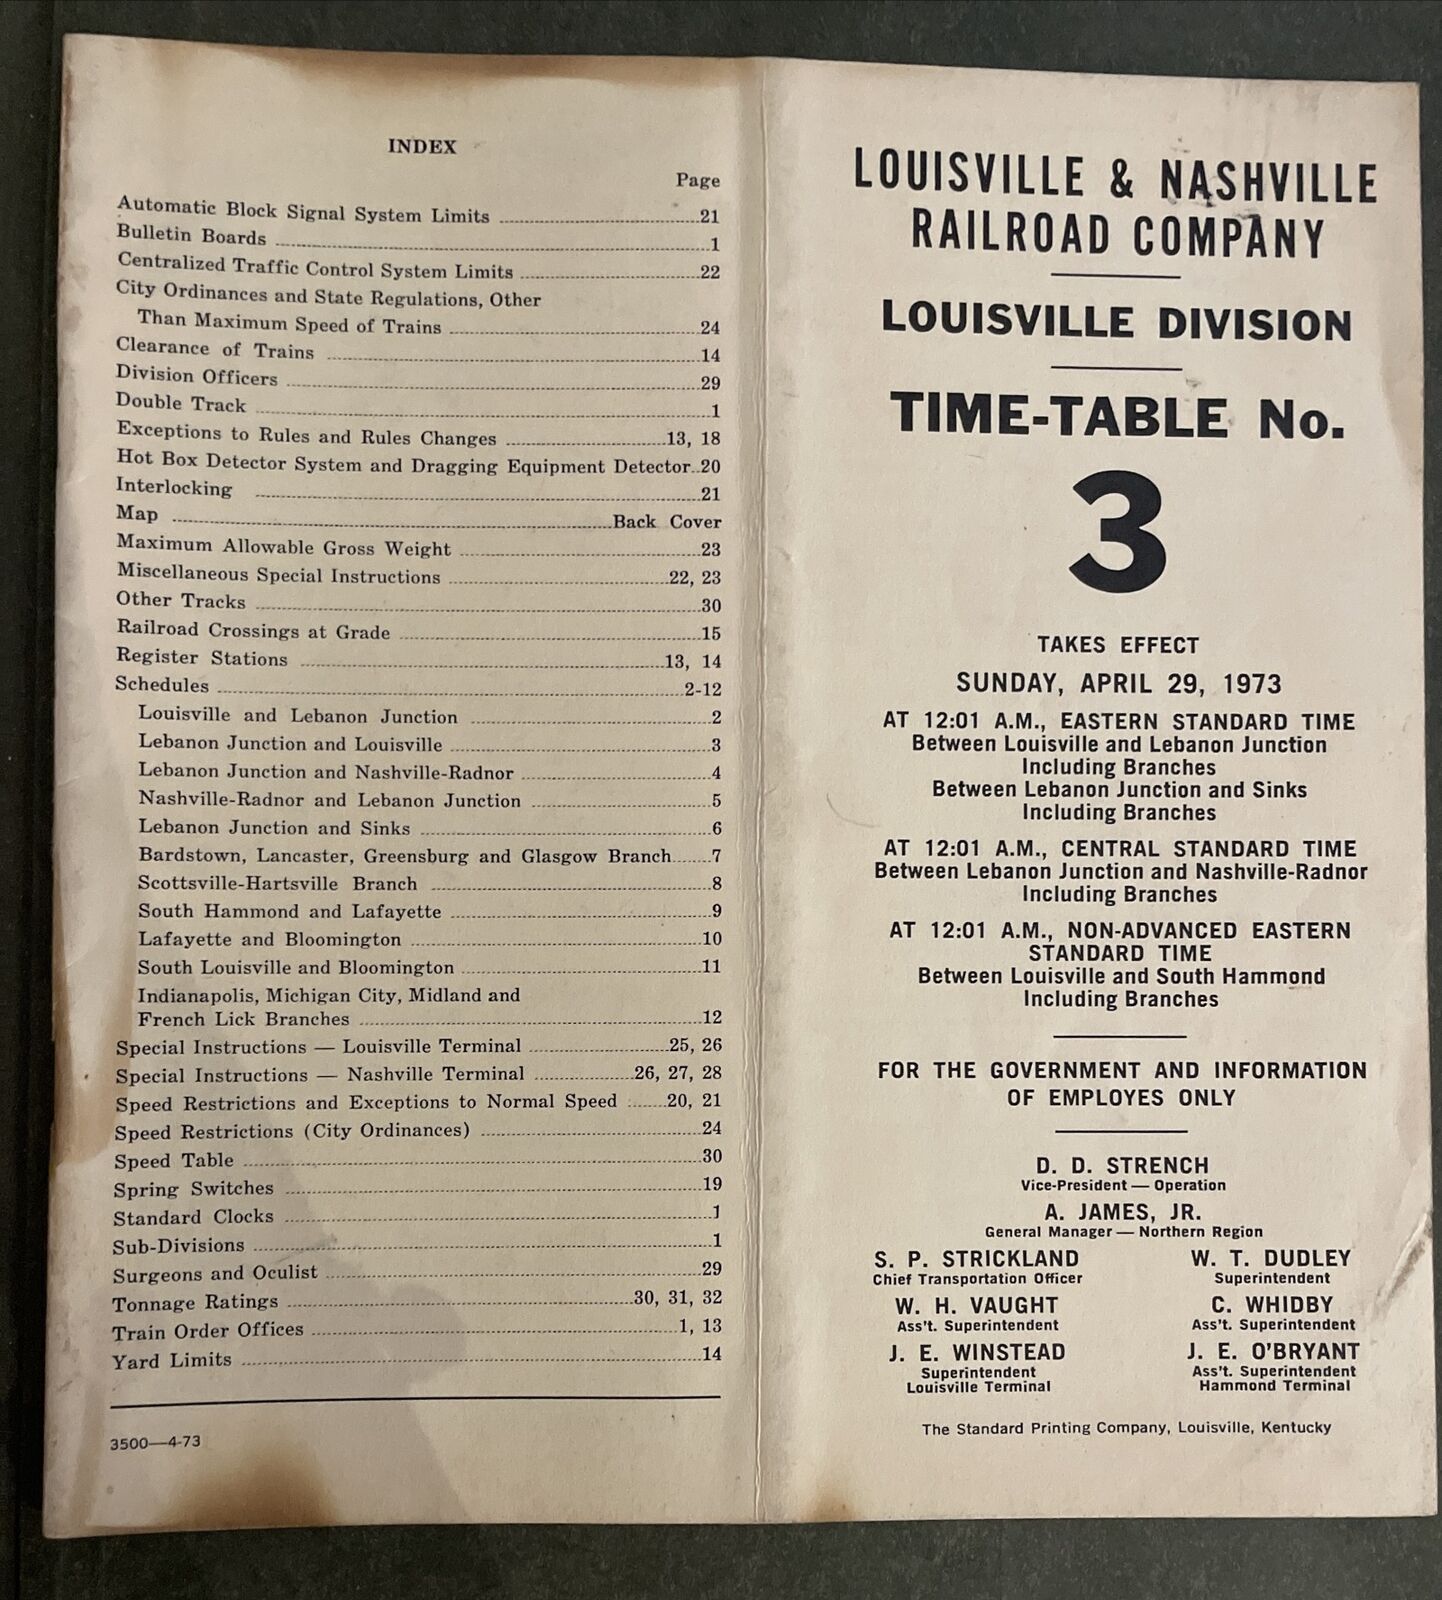 INDEX
Page
Automatic Block Signal System Limits 21
Bulletin Boards 1
Centralized Traffic Control System Limits 22
City Ordinances and State Regulations, Other
Than Maximum Speed of Trains 24
Clearance of Trains 14
Division Officers 29
Double Track 1
Exceptions to Rules and Rules Changes 13, 18
Hot Box Detector System and Dragging Equipment Detector 20
Interlocking 21
Map Back Cover
Maximum Allowable Gross Weight 23
Miscellaneous Special Instructions 22, 23
Other Tracks 30
Railroad Crossings at Grade 15
Register Stations 13, 14
Schedules 2-12
Louisville and Lebanon Junction 2
Lebanon Junction and Louisville 3
Lebanon Junction and Nashville-Radnor 4
Nashville-Radnor and Lebanon Junction 5
Lebanon Junction and Sinks 6
Bardstown, Lancaster, Greensburg and Glasgow Branch 7
Scottsville-Hartsville Branch 8
South Hammond and Lafayette 9
Lafayette and Bloomington 10
South Louisville and Bloomington 11
Indianapolis, Michigan City, Midland and
French Lick Branches 12
Special Instructions — Louisville Terminal 25, 26
Special Instructions — Nashville Terminal 26, 27, 28
Speed Restrictions and Exceptions to Normal Speed 20, 21
Speed Restrictions (City Ordinances) 24
Speed Table 30
Spring Switches 19
Standard Clocks 1
Sub-Divisions 1
Surgeons and Oculist 29
Tonnage Ratings 30, 31, 32
Train Order Offices 1, 13
Yard Limits 14
3500—4-73
LOUISVILLE & NASHVILLE
RAILROAD COMPANY
LOUISVILLE DIVISION
TIME-TABLE No.
3
TAKES EFFECT
SUNDAY, APRIL 29, 1973
AT 12:01 A.M., EASTERN STANDARD TIME
Between Louisville and Lebanon Junction
Including Branches
Between Lebanon Junction and Sinks
Including Branches
AT 12:01 A.M., CENTRAL STANDARD TIME
Between Lebanon Junction and Nashville-Radnor
Including Branches
AT 12:01 A.M., NON-ADVANCED EASTERN
STANDARD TIME
Between Louisville and South Hammond
Including Branches
FOR THE GOVERNMENT AND INFORMATION
OF EMPLOYES ONLY
D. D. STRENCH
Vice-President — Operation
A. JAMES, JR.
General Manager — Northern Region
S. P. STRICKLAND
Chief Transportation Officer
W. T. DUDLEY
Superintendent
W. H. VAUGHT
Ass't. Superintendent
C. WHIDBY
Ass't. Superintendent
J. E. WINSTEAD
Superintendent
Louisville Terminal
J. E. O'BRYANT
Ass't. Superintendent
Hammond Terminal
The Standard Printing Company, Louisville, Kentucky